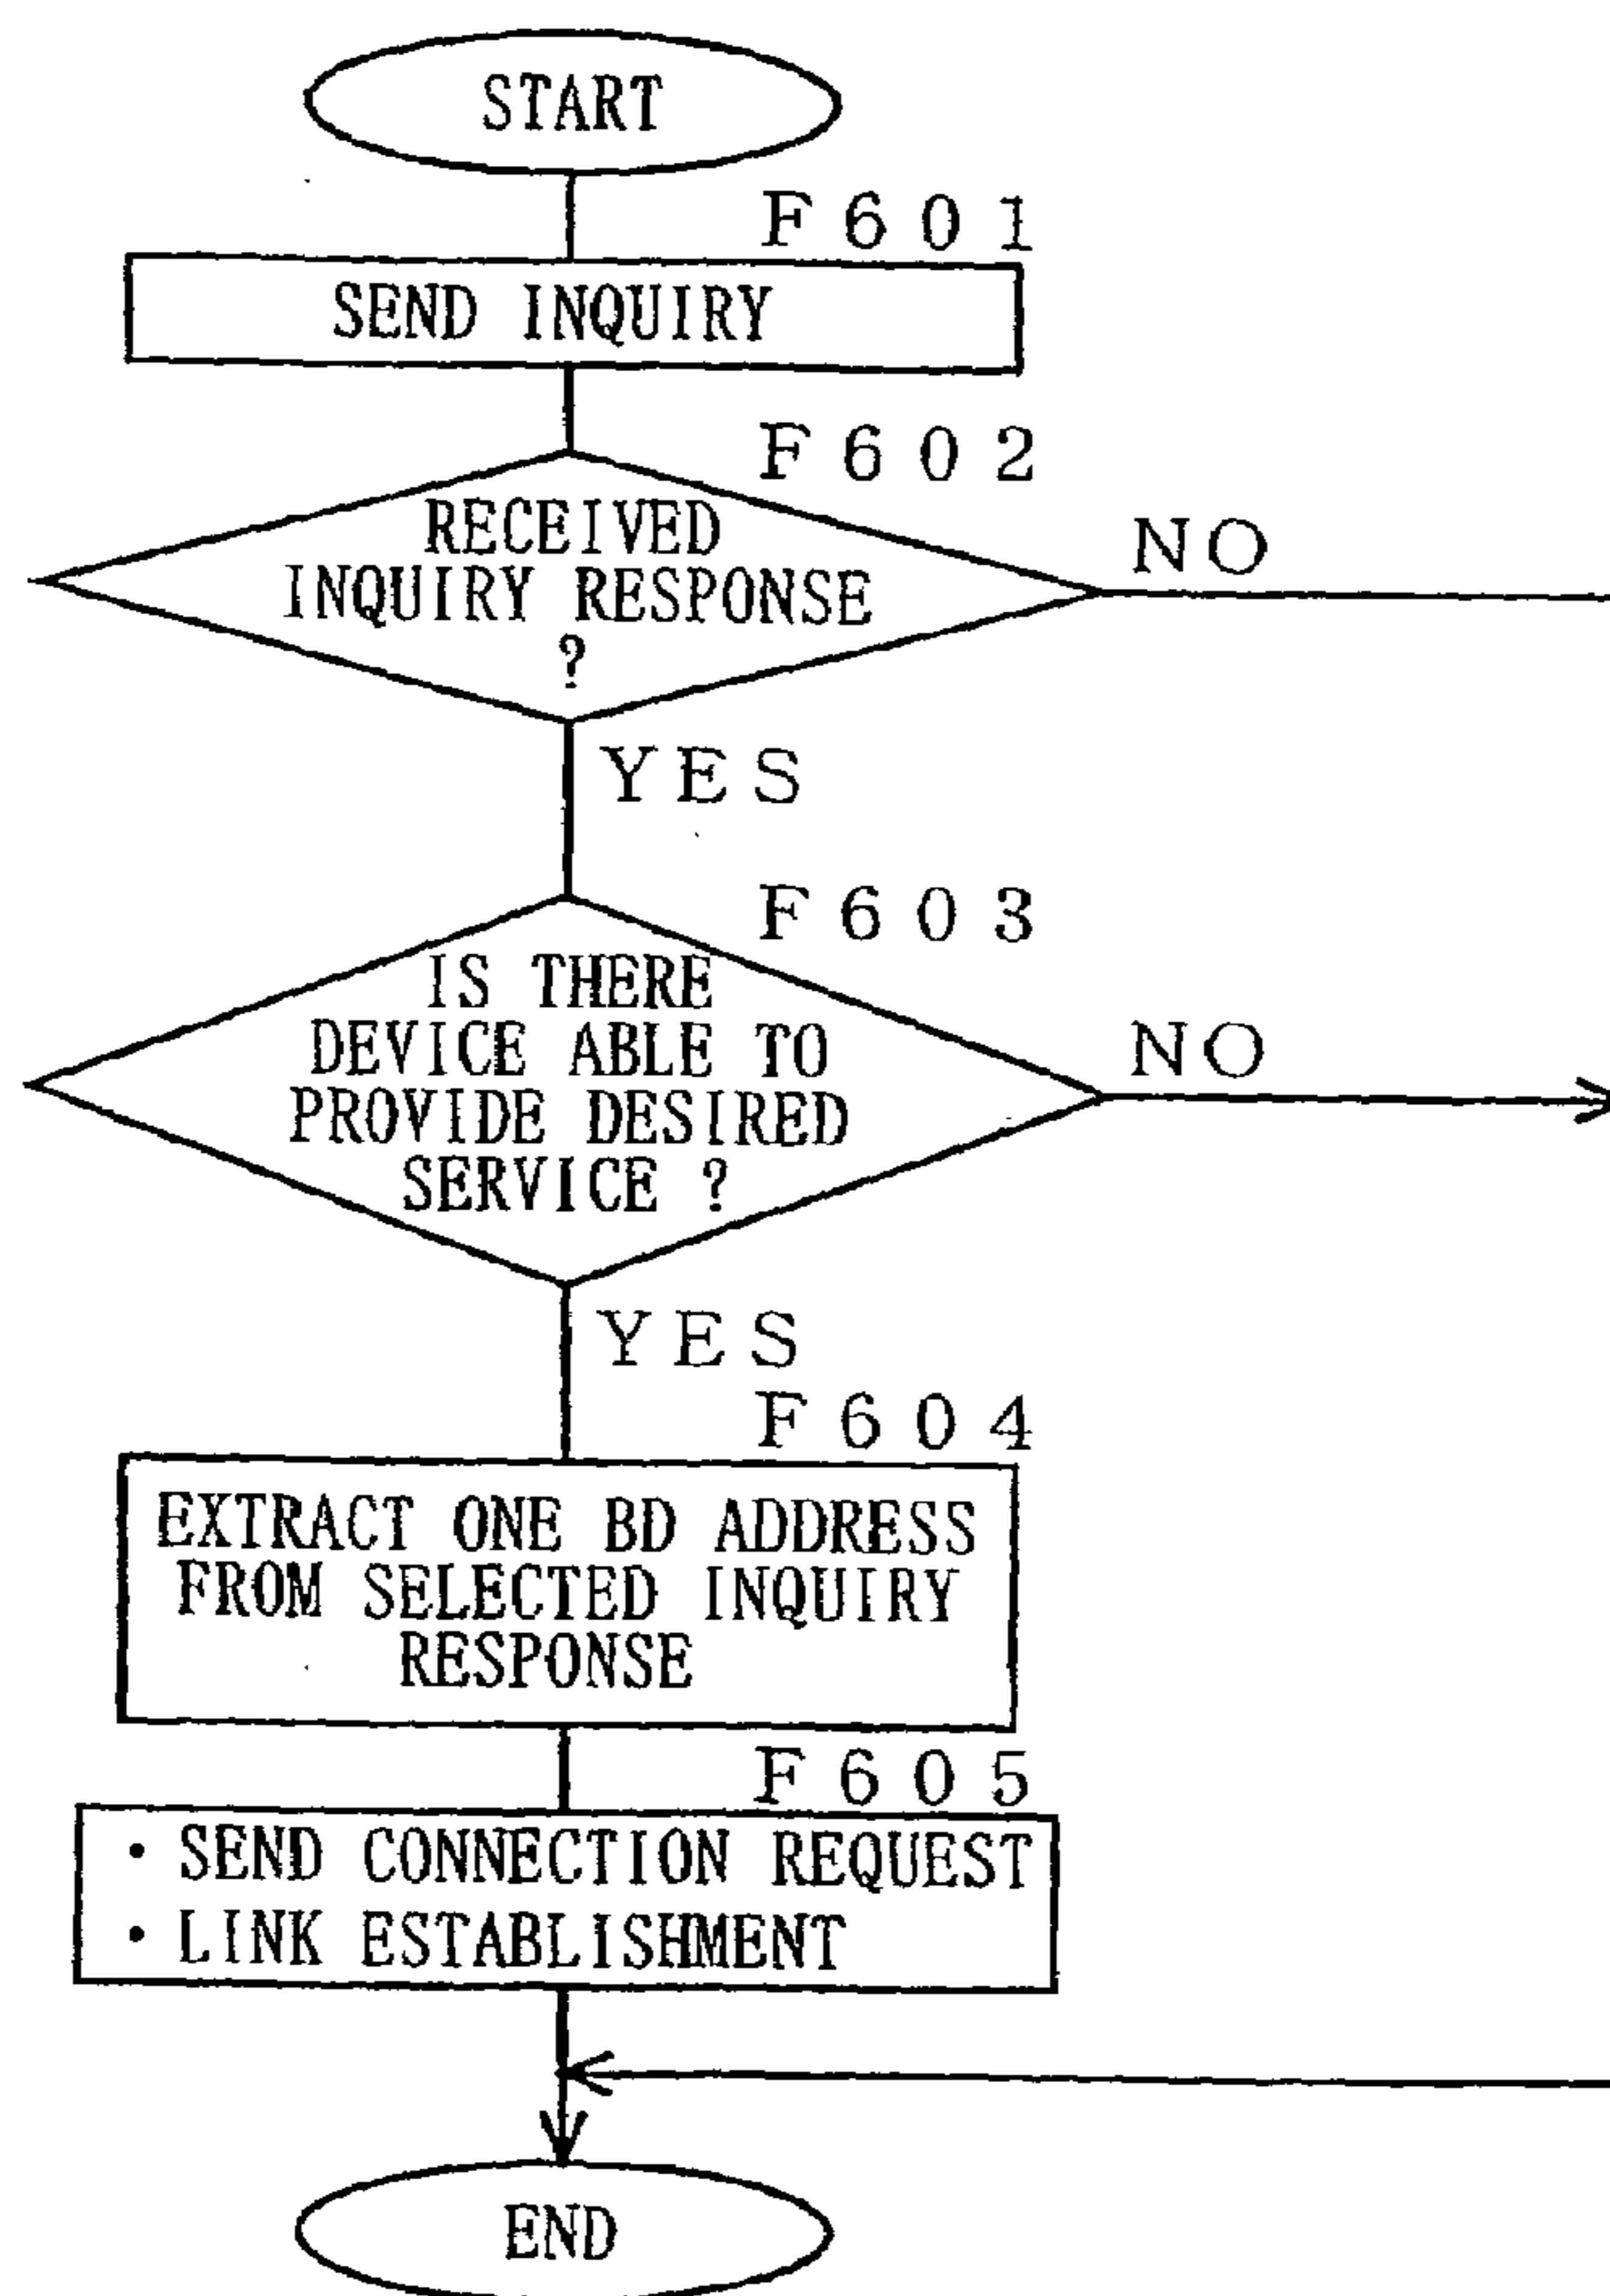 START
F601
SEND INQUIRY
F602
RECEIVED
INQUIRY RESPONSE
?
NO
YES
F603
IS THERE
DEVICE ABLE TO
PROVIDE DESIRED
SERVICE ?
NO
YES
F604
EXTRACT ONE BD ADDRESS
FROM SELECTED INQUIRY
RESPONSE
F605
・SEND CONNECTION REQUEST
・LINK ESTABLISHMENT
END